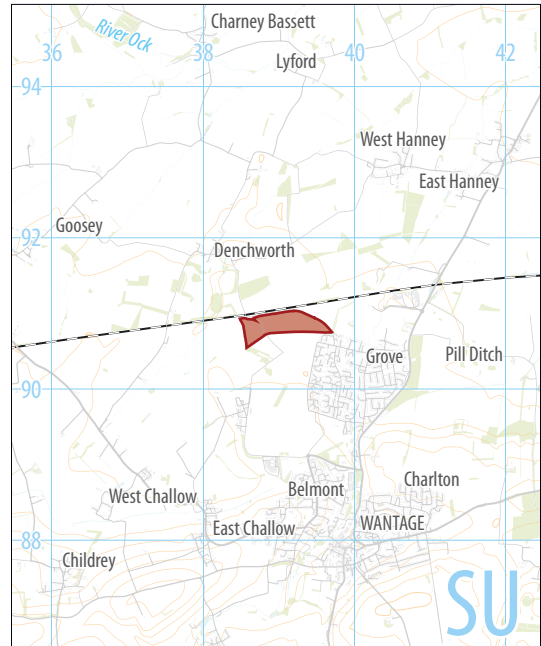 Charney Bassett
River Ock
36
38
40
42
Lyford
94
West Hanney
East Hanney
Goosey
92
Denchworth
Grove
Pill Ditch
90
Charlton
Belmont
West Challow
WANTAGE
East Challow
88
Childrey
SU